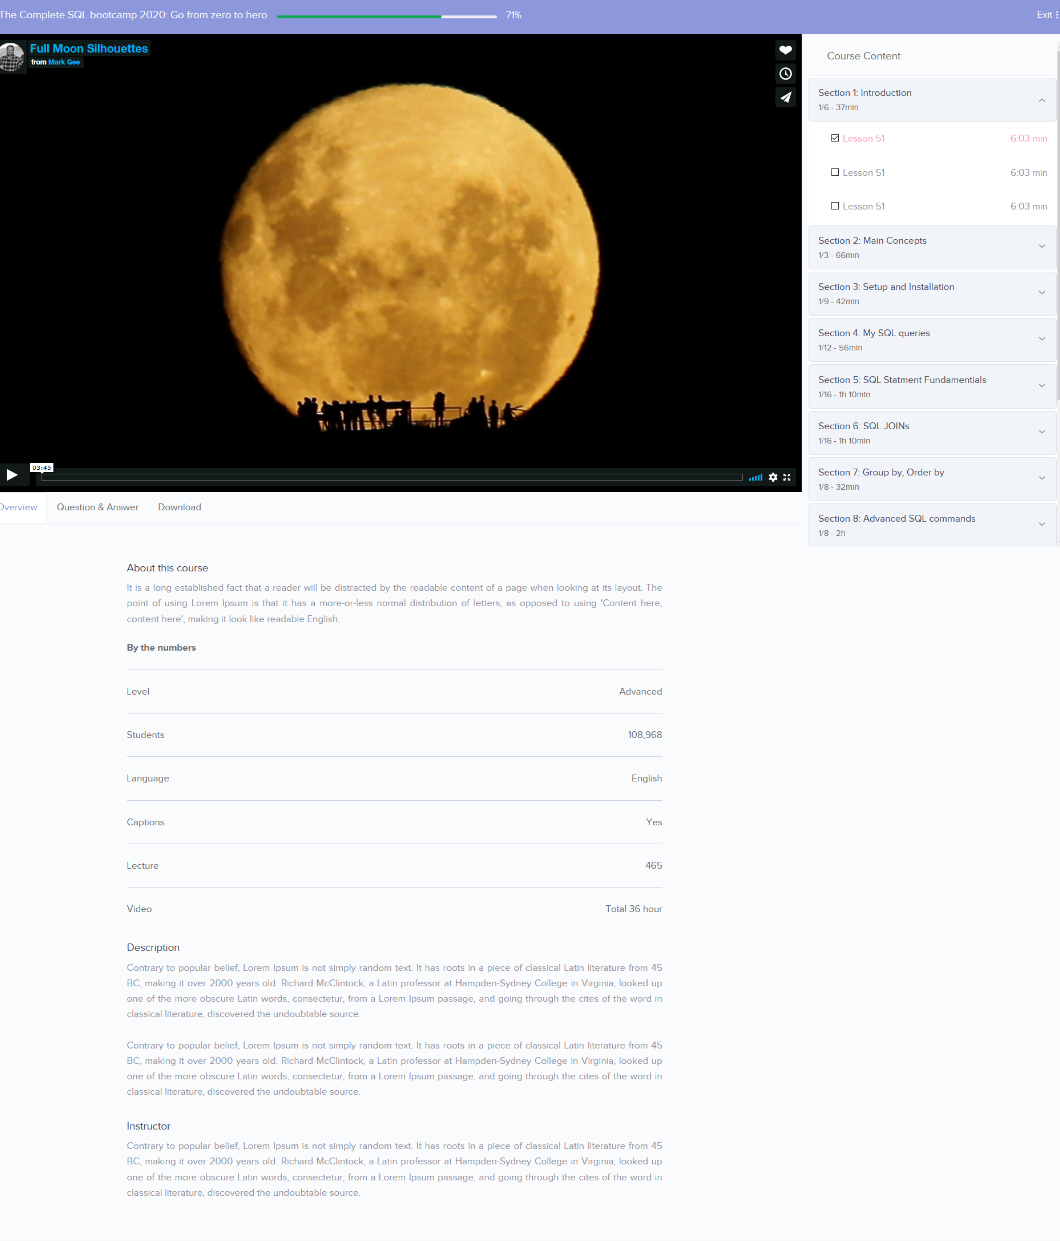 The Complete SQL bootcamp 2020: Go from zero to hero 71% Exit
Full Moon Silhouettes
from Mark Gee
03:45
Course Content
Section 1: Introduction
1/6 - 37min
Lesson 51 6:03 min
Lesson 51 6:03 min
Lesson 51 6:03 min
Section 2: Main Concepts
1/3 - 66min
Section 3: Setup and Installation
1/9 - 42min
Section 4: My SQL queries
1/12 - 56min
Section 5: SQL Statment Fundamentials
1/16 - 1h 10min
Section 6: SQL JOINs
1/16 - 1h 10min
Section 7: Group by, Order by
1/8 - 32min
Section 8: Advanced SQL commands
1/8 - 2h
Overview Question & Answer Download
About this course
It is a long established fact that a reader will be distracted by the readable content of a page when looking at its layout. The
point of using Lorem Ipsum is that it has a more-or-less normal distribution of letters, as opposed to using 'Content here,
content here', making it look like readable English.
By the numbers
Level Advanced
Students 108,968
Language English
Captions Yes
Lecture 465
Video Total 36 hour
Description
Contrary to popular belief, Lorem Ipsum is not simply random text. It has roots in a piece of classical Latin literature from 45
BC, making it over 2000 years old. Richard McClintock, a Latin professor at Hampden-Sydney College in Virginia, looked up
one of the more obscure Latin words, consectetur, from a Lorem Ipsum passage, and going through the cites of the word in
classical literature, discovered the undoubtable source.
Contrary to popular belief, Lorem Ipsum is not simply random text. It has roots in a piece of classical Latin literature from 45
BC, making it over 2000 years old. Richard McClintock, a Latin professor at Hampden-Sydney College in Virginia, looked up
one of the more obscure Latin words, consectetur, from a Lorem Ipsum passage, and going through the cites of the word in
classical literature, discovered the undoubtable source.
Instructor
Contrary to popular belief, Lorem Ipsum is not simply random text. It has roots in a piece of classical Latin literature from 45
BC, making it over 2000 years old. Richard McClintock, a Latin professor at Hampden-Sydney College in Virginia, looked up
one of the more obscure Latin words, consectetur, from a Lorem Ipsum passage, and going through the cites of the word in
classical literature, discovered the undoubtable source.